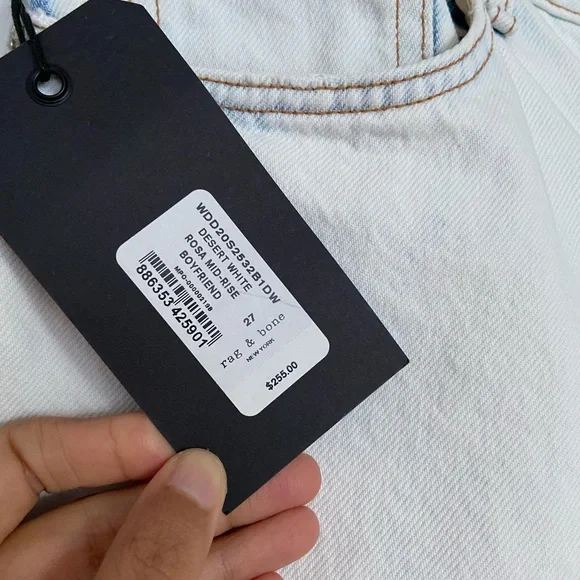 WDD20S2532B1DW
DESERT WHITE
ROSA MID-RISE
BOYFRIEND
886353 425901
27
rag & bone
NEW YORK
$255.00